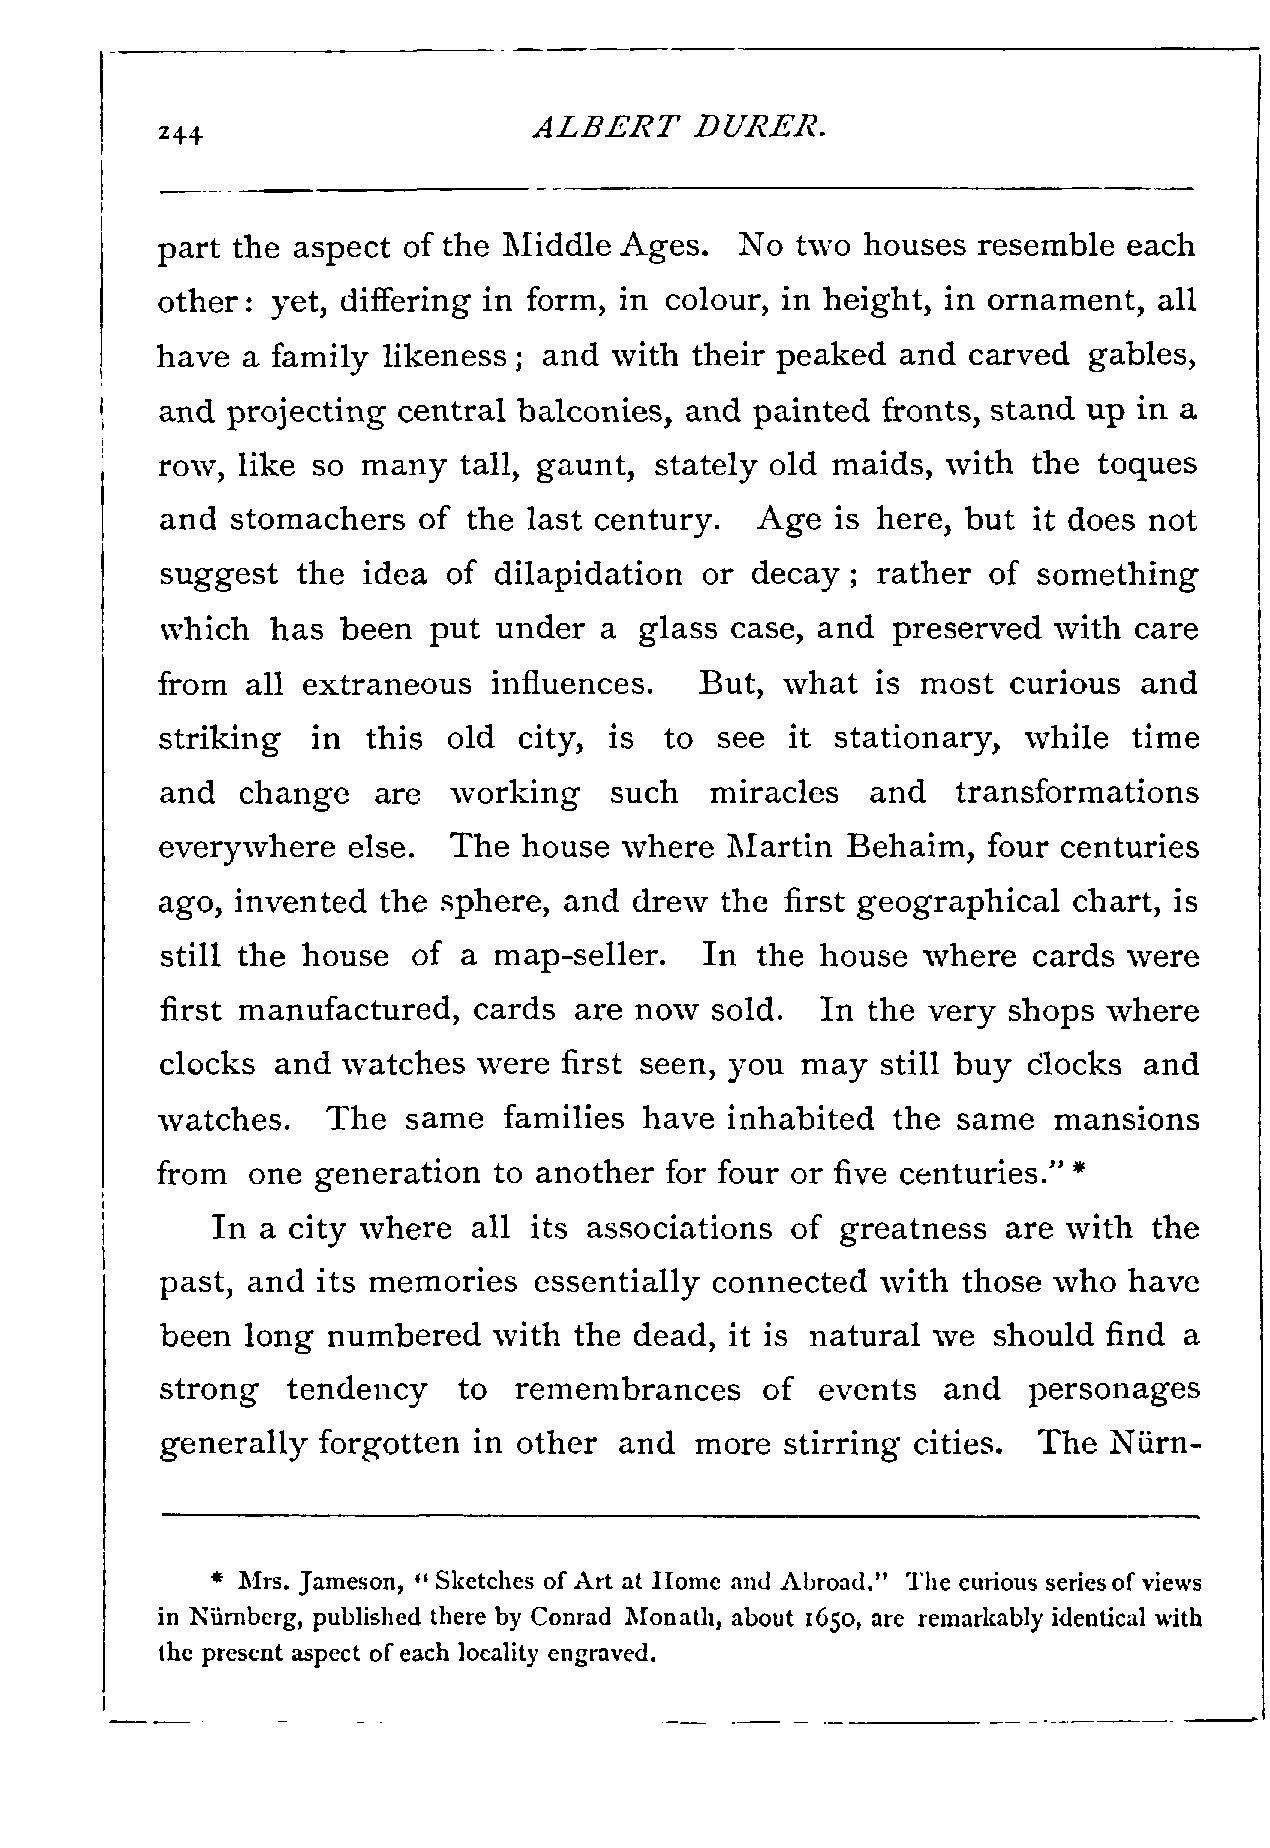 244 ALBERT DURER.
part the aspect of the Middle Ages. No two houses resemble each
other: yet, differing in form, in colour, in height, in ornament, all
have a family likeness; and with their peaked and carved gables,
and projecting central balconies, and painted fronts, stand up in a
row, like so many tall, gaunt, stately old maids, with the toques
and stomachers of the last century. Age is here, but it does not
suggest the idea of dilapidation or decay; rather of something
which has been put under a glass case, and preserved with care
from all extraneous influences. But, what is most curious and
striking in this old city, is to see it stationary, while time
and change are working such miracles and transformations
everywhere else. The house where Martin Behaim, four centuries
ago, invented the sphere, and drew the first geographical chart, is
still the house of a map-seller. In the house where cards were
first manufactured, cards are now sold. In the very shops where
clocks and watches were first seen, you may still buy clocks and
watches. The same families have inhabited the same mansions
from one generation to another for four or five centuries." *
In a city where all its associations of greatness are with the
past, and its memories essentially connected with those who have
been long numbered with the dead, it is natural we should find a
strong tendency to remembrances of events and personages
generally forgotten in other and more stirring cities. The Nürn-
* Mrs. Jameson, "Sketches of Art at Home and Abroad." The curious series of views
in Nürnberg, published there by Conrad Monath, about 1650, are remarkably identical with
the present aspect of each locality engraved.